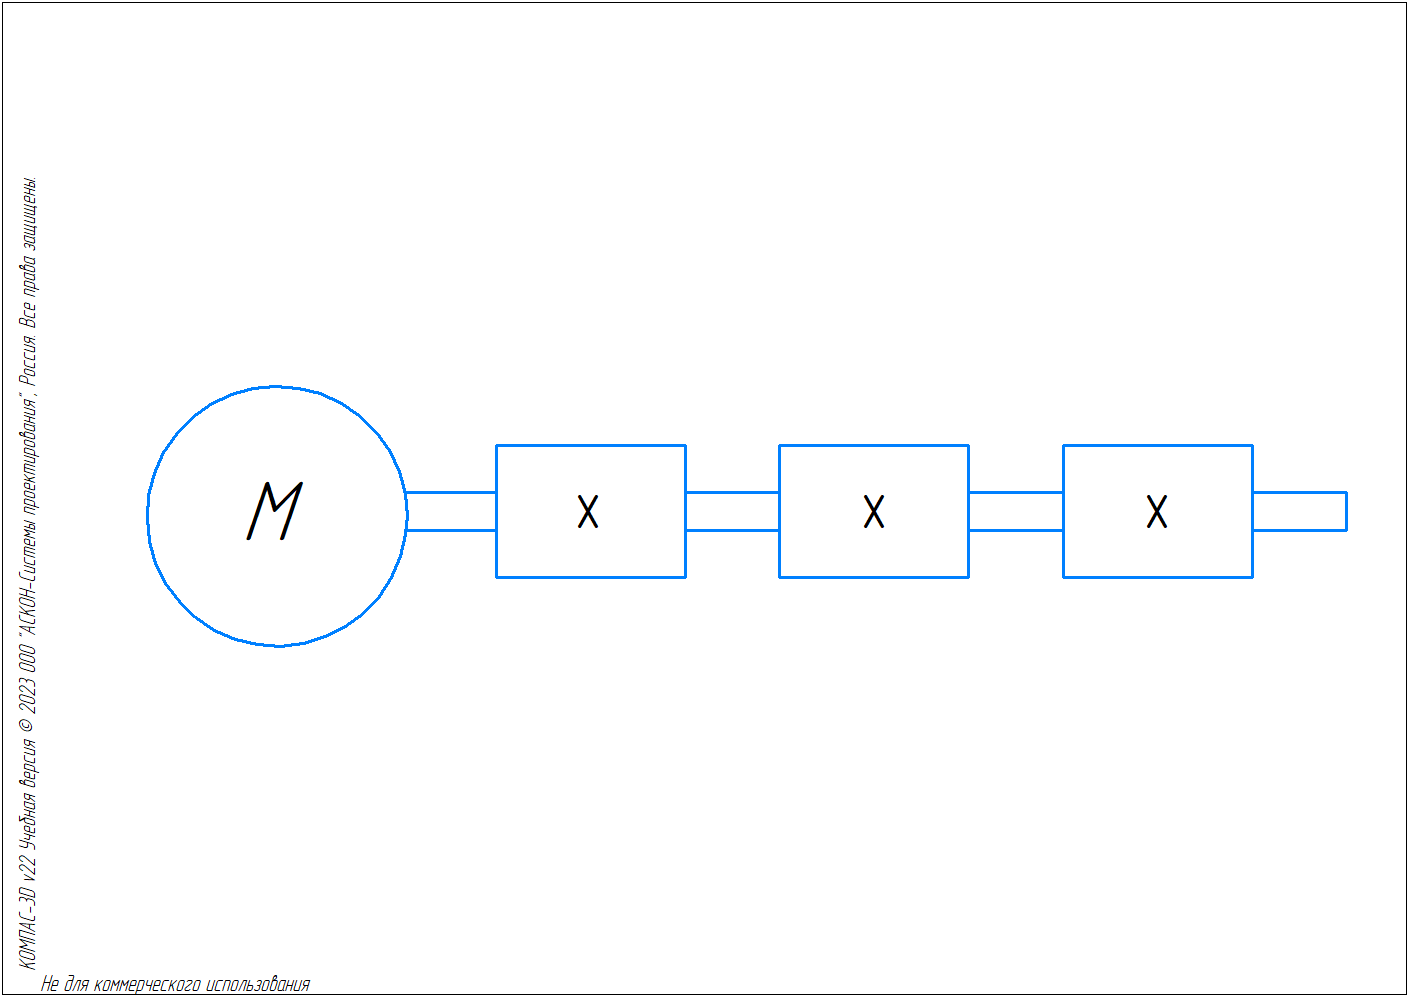 КОМПАС-3D v22 Учебная версия © 2023 ООО "АСКОН-Системы проектирования", Россия. Все права защищены.
М
X
X
X
Не для коммерческого использования